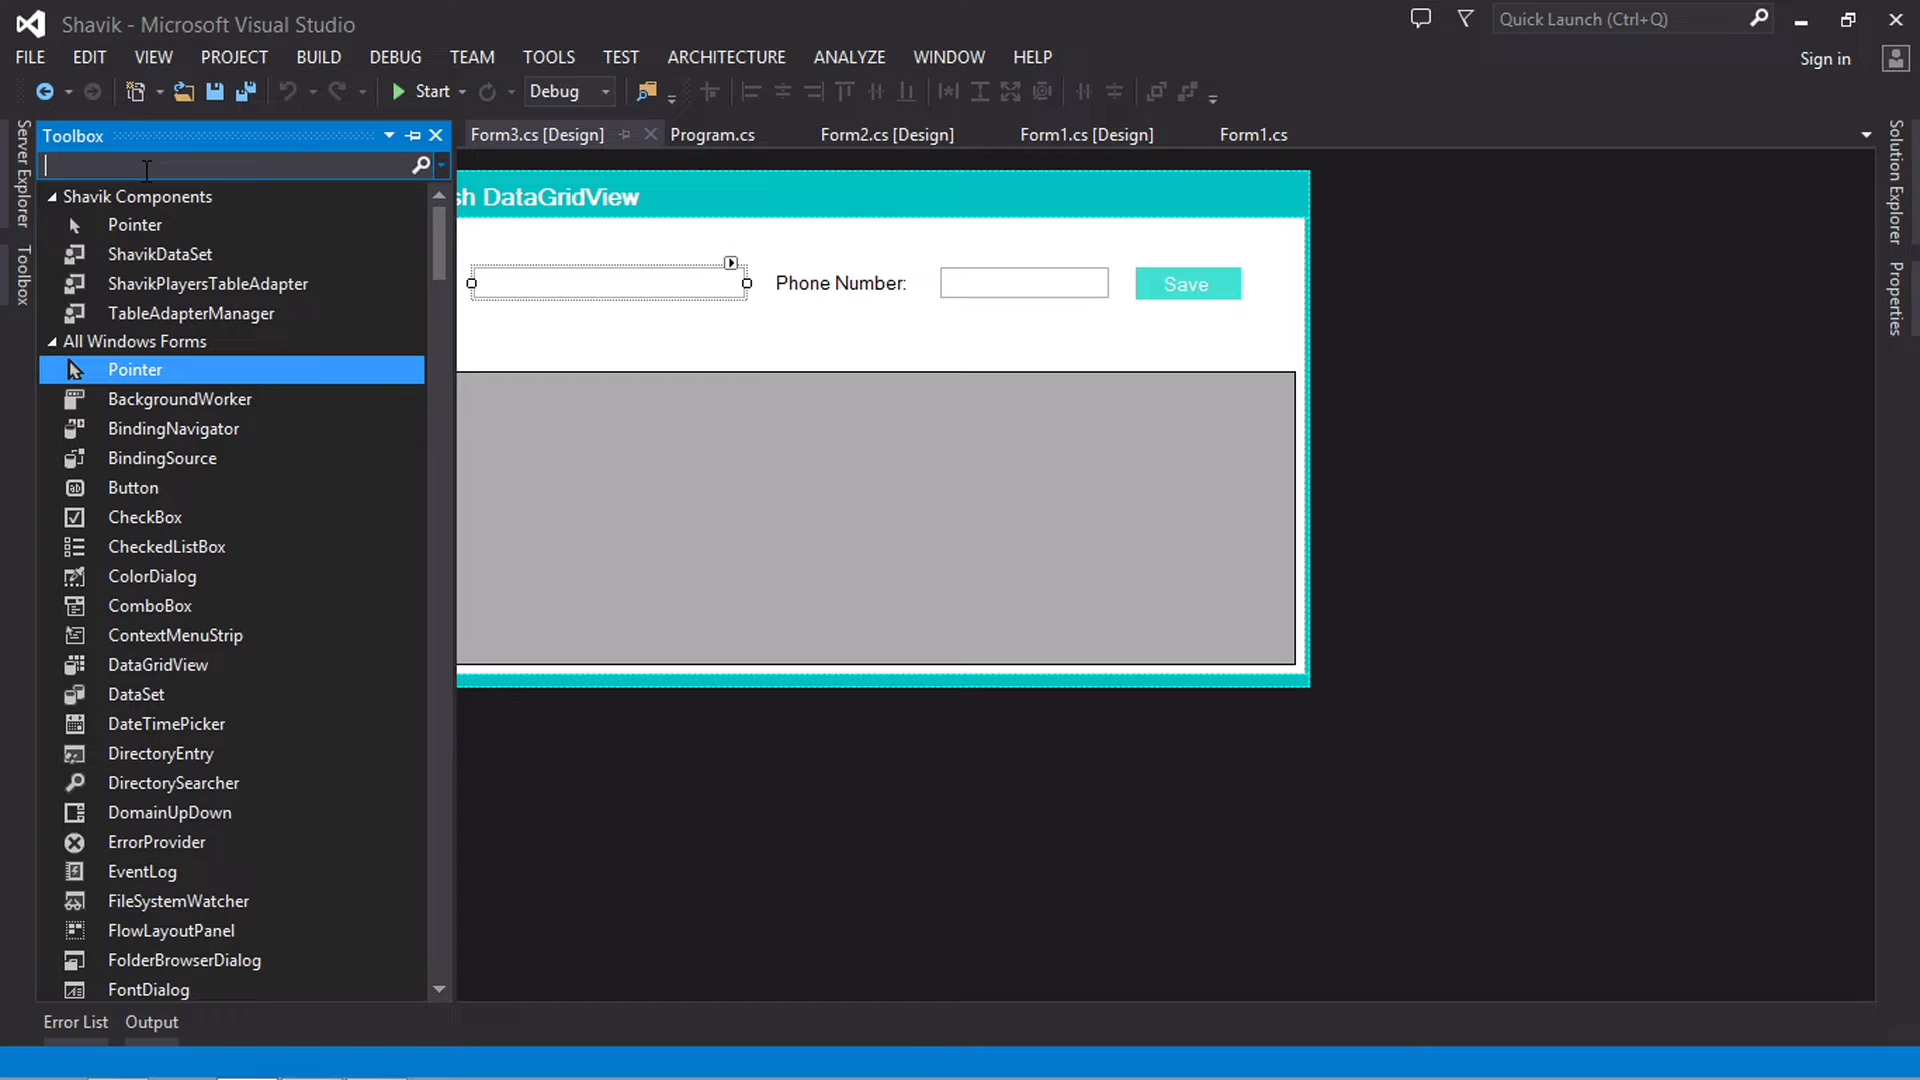 Shavik - Microsoft Visual Studio
Quick Launch (Ctrl+Q)
FILE EDIT VIEW PROJECT BUILD DEBUG TEAM TOOLS TEST ARCHITECTURE ANALYZE WINDOW HELP
Sign in
Start Debug
Server Explorer
Toolbox
Toolbox
Form3.cs [Design] Program.cs Form2.cs [Design] Form1.cs [Design] Form1.cs
Shavik Components
Pointer
ShavikDataSet
ShavikPlayersTableAdapter
TableAdapterManager
All Windows Forms
Pointer
BackgroundWorker
BindingNavigator
BindingSource
Button
CheckBox
CheckedListBox
ColorDialog
ComboBox
ContextMenuStrip
DataGridView
DataSet
DateTimePicker
DirectoryEntry
DirectorySearcher
DomainUpDown
ErrorProvider
EventLog
FileSystemWatcher
FlowLayoutPanel
FolderBrowserDialog
FontDialog
sh DataGridView
Phone Number:
Save
Solution Explorer
Properties
Error List Output